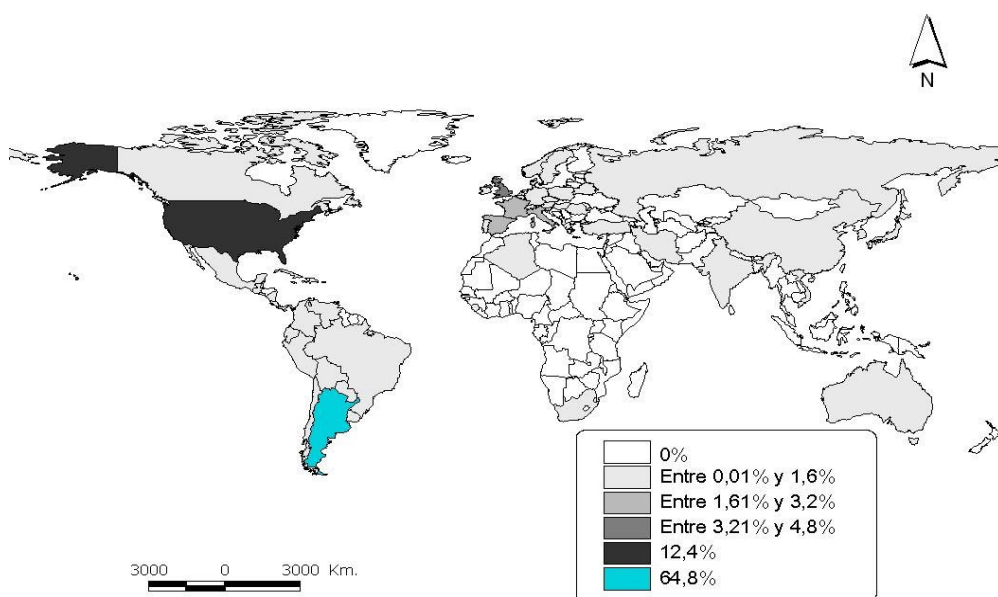 N
0%
Entre 0,01% y 1,6%
Entre 1,61% y 3,2%
Entre 3,21% y 4,8%
12,4%
64,8%
3000 0 3000 Km.